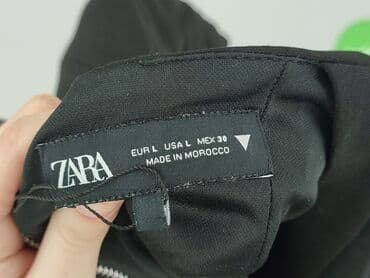 ZARA
EUR L USA L MEX 30
MADE IN MOROCCO